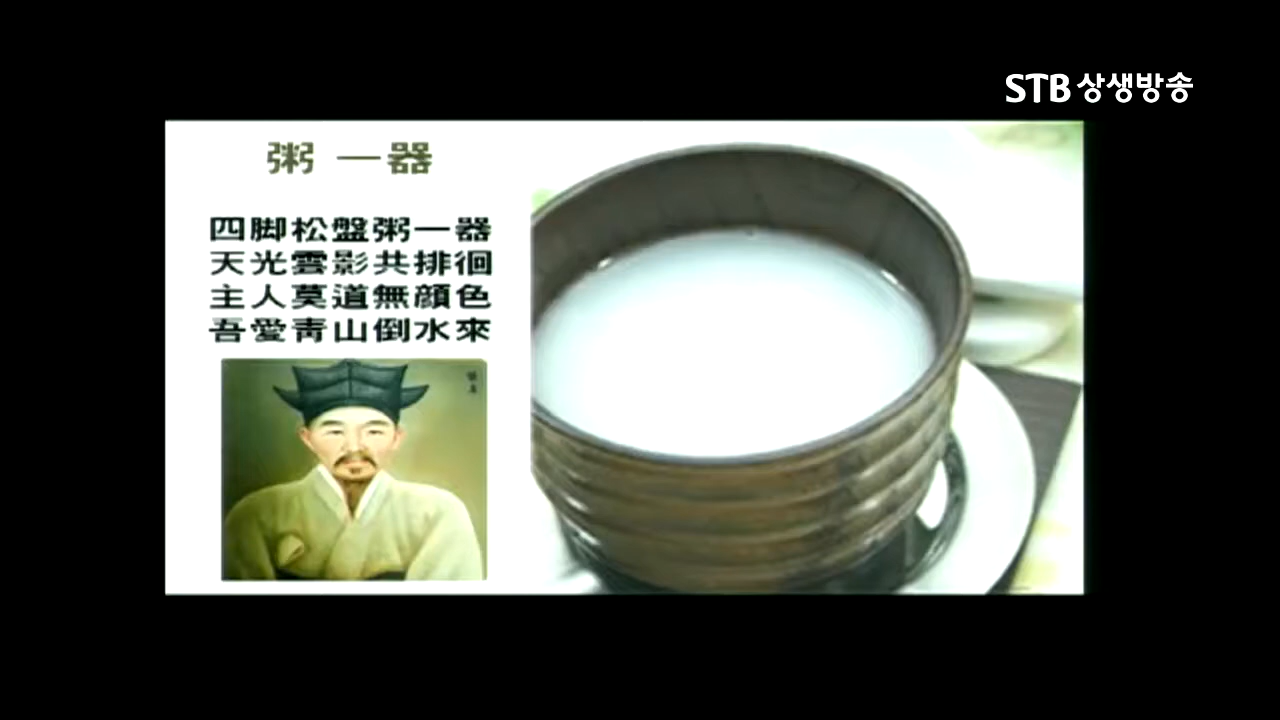 STB 상생방송
粥 一器
四脚松盤粥一器
天光雲影共排徊
主人莫道無顔色
吾愛靑山倒水來